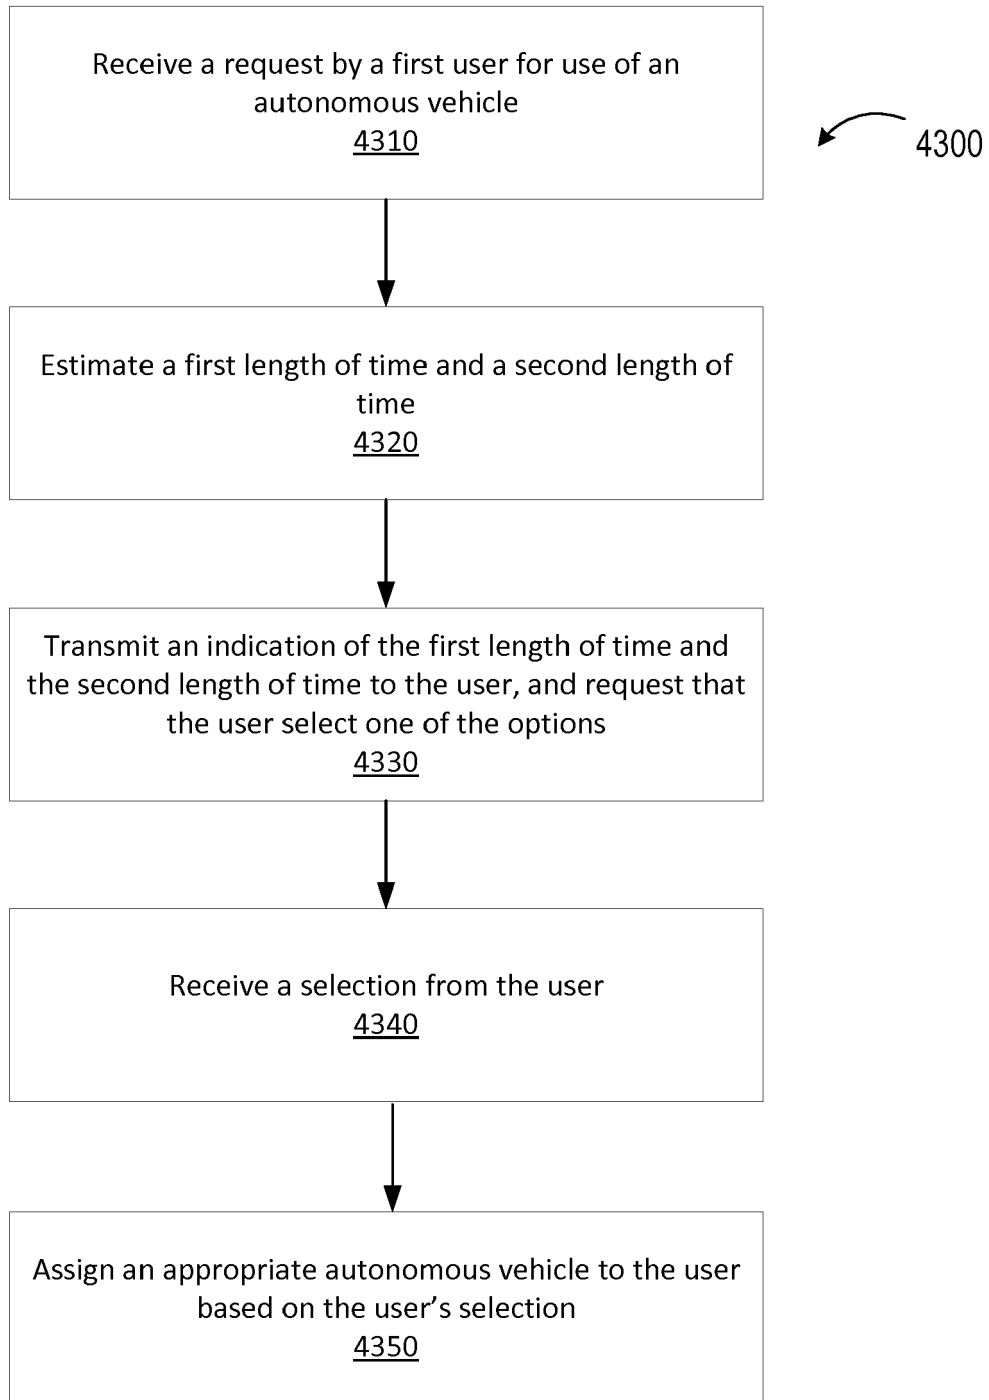 Receive a request by a first user for use of an
autonomous vehicle
4310
4300
Estimate a first length of time and a second length of
time
4320
Transmit an indication of the first length of time and
the second length of time to the user, and request that
the user select one of the options
4330
Receive a selection from the user
4340
Assign an appropriate autonomous vehicle to the user
based on the user’s selection
4350